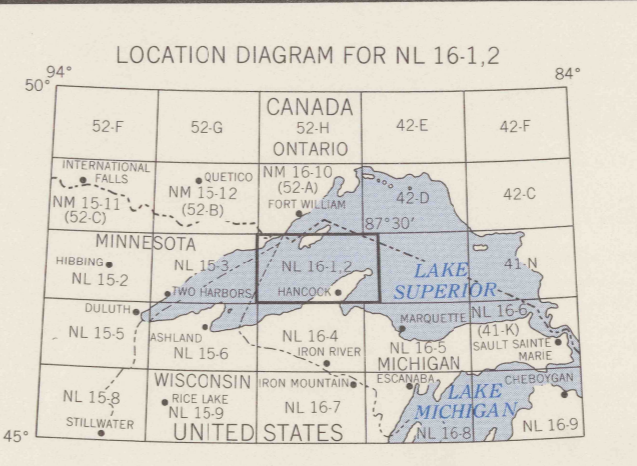 LOCATION DIAGRAM FOR NL 16-1,2
94° 84°
50°
CANADA
52-F 52-G 52-H 42-E 42-F
ONTARIO
INTERNATIONAL
FALLS
QUETICO
NM 16-10
(52-A)
NM 15-11
(52-C)
NM 15-12
(52-B)
FORT WILLIAM
42-D
42-C
87°30'
MINNESOTA
HIBBING
NL 15-2
NL 15-3
TWO HARBORS
NL 16-1,2
HANCOCK
LAKE
SUPERIOR
41-N
DULUTH
NL 15-5
ASHLAND
NL 15-6
NL 16-4
IRON RIVER
MARQUETTE
NL 16-5
MICHIGAN
NL 16-6
(41-K)
SAULT SAINTE
MARIE
WISCONSIN
IRON MOUNTAIN
ESCANABA
CHEBOYGAN
NL 15-8
RICE LAKE
NL 15-9
NL 16-7
LAKE
MICHIGAN
STILLWATER
45°
UNITED STATES
NL 16-8
NL 16-9